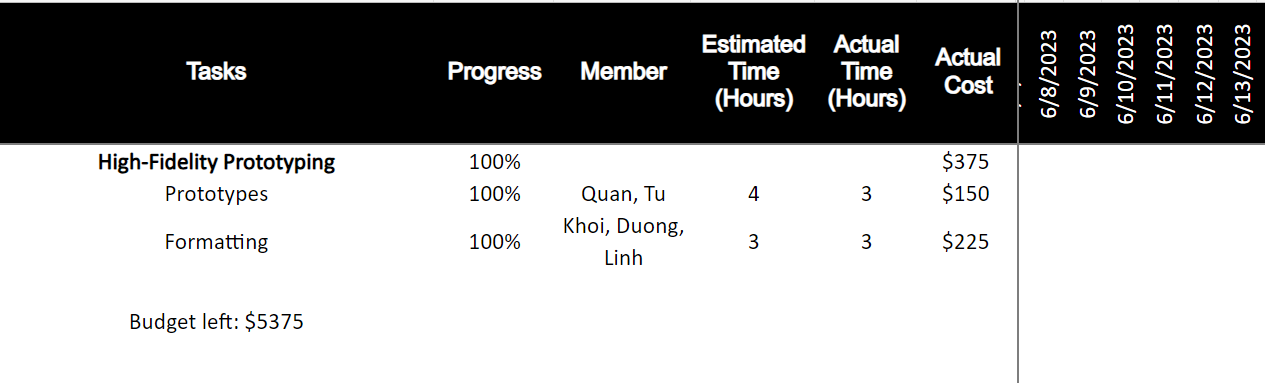 Tasks Progress Member Estimated Time (Hours) Actual Time (Hours) Actual Cost 6/8/2023 6/9/2023 6/10/2023 6/11/2023 6/12/2023 6/13/2023
High-Fidelity Prototyping 100% $375
Prototypes 100% Quan, Tu 4 3 $150
Formatting 100% Khoi, Duong, Linh 3 3 $225
Budget left: $5375